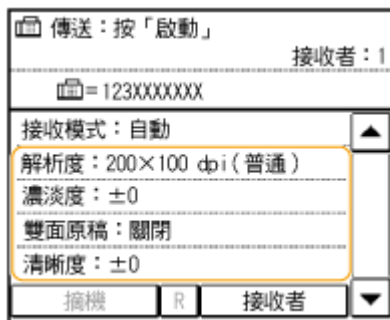 傳送：按「啟動」
接收者：1
=123XXXXXXX
接收模式：自動
解析度：200×100 dpi(普通)
濃淡度：±0
雙面原稿：關閉
清晰度：±0
摘機 R 接收者